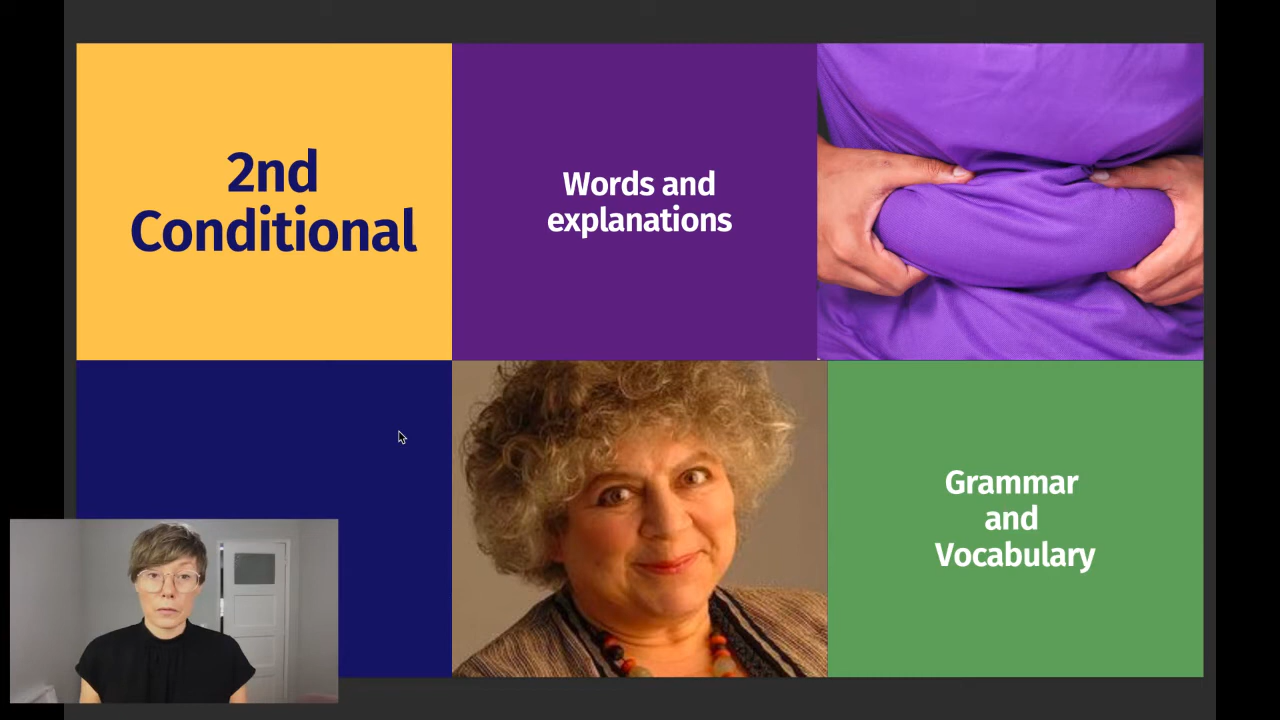 2nd
Conditional
Words and
explanations
Grammar
and
Vocabulary